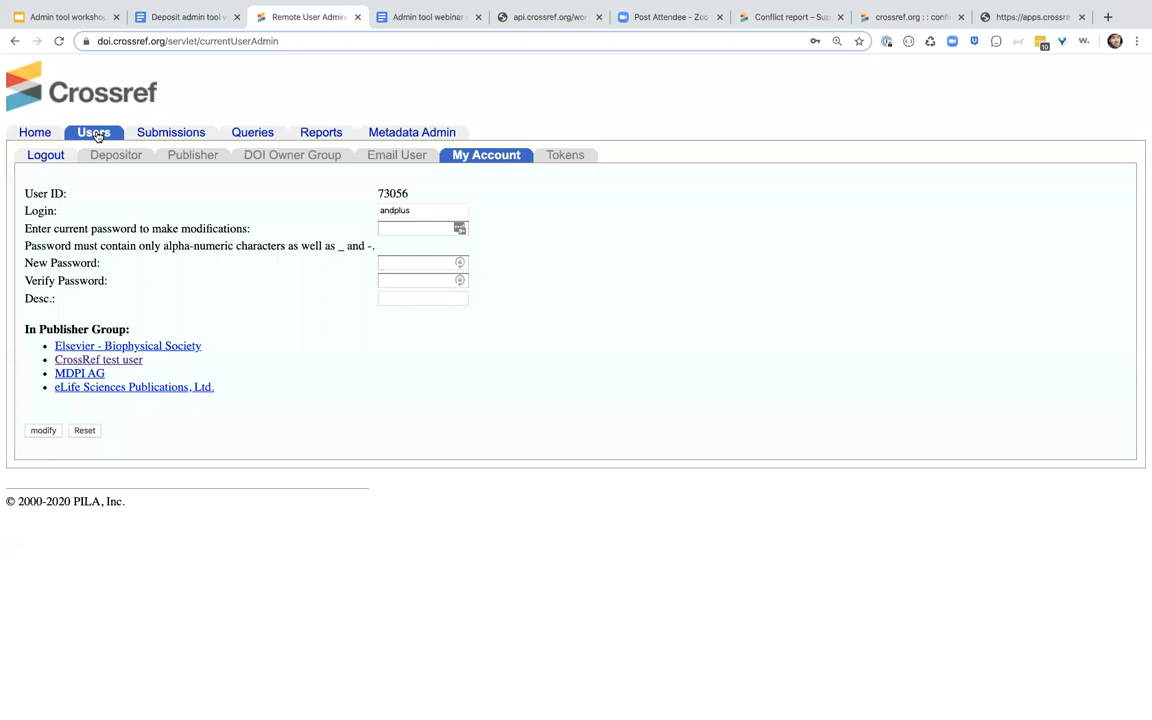 Admin tool workshop
Deposit admin tool w
Remote User Admin
Admin tool webinar
api.crossref.org/wor
Post Attendee - Zoo
Conflict report – Sup
crossref.org : : confl
https://apps.crossre
doi.crossref.org/servlet/currentUserAdmin
10
W.
Crossref
Home Users Submissions Queries Reports Metadata Admin
Logout Depositor Publisher DOI Owner Group Email User My Account Tokens
User ID: 73056
Login: andplus
Enter current password to make modifications:
Password must contain only alpha-numeric characters as well as _ and -.
New Password:
Verify Password:
Desc.:
In Publisher Group:
• Elsevier - Biophysical Society
• CrossRef test user
• MDPI AG
• eLife Sciences Publications, Ltd.
modify Reset
© 2000-2020 PILA, Inc.